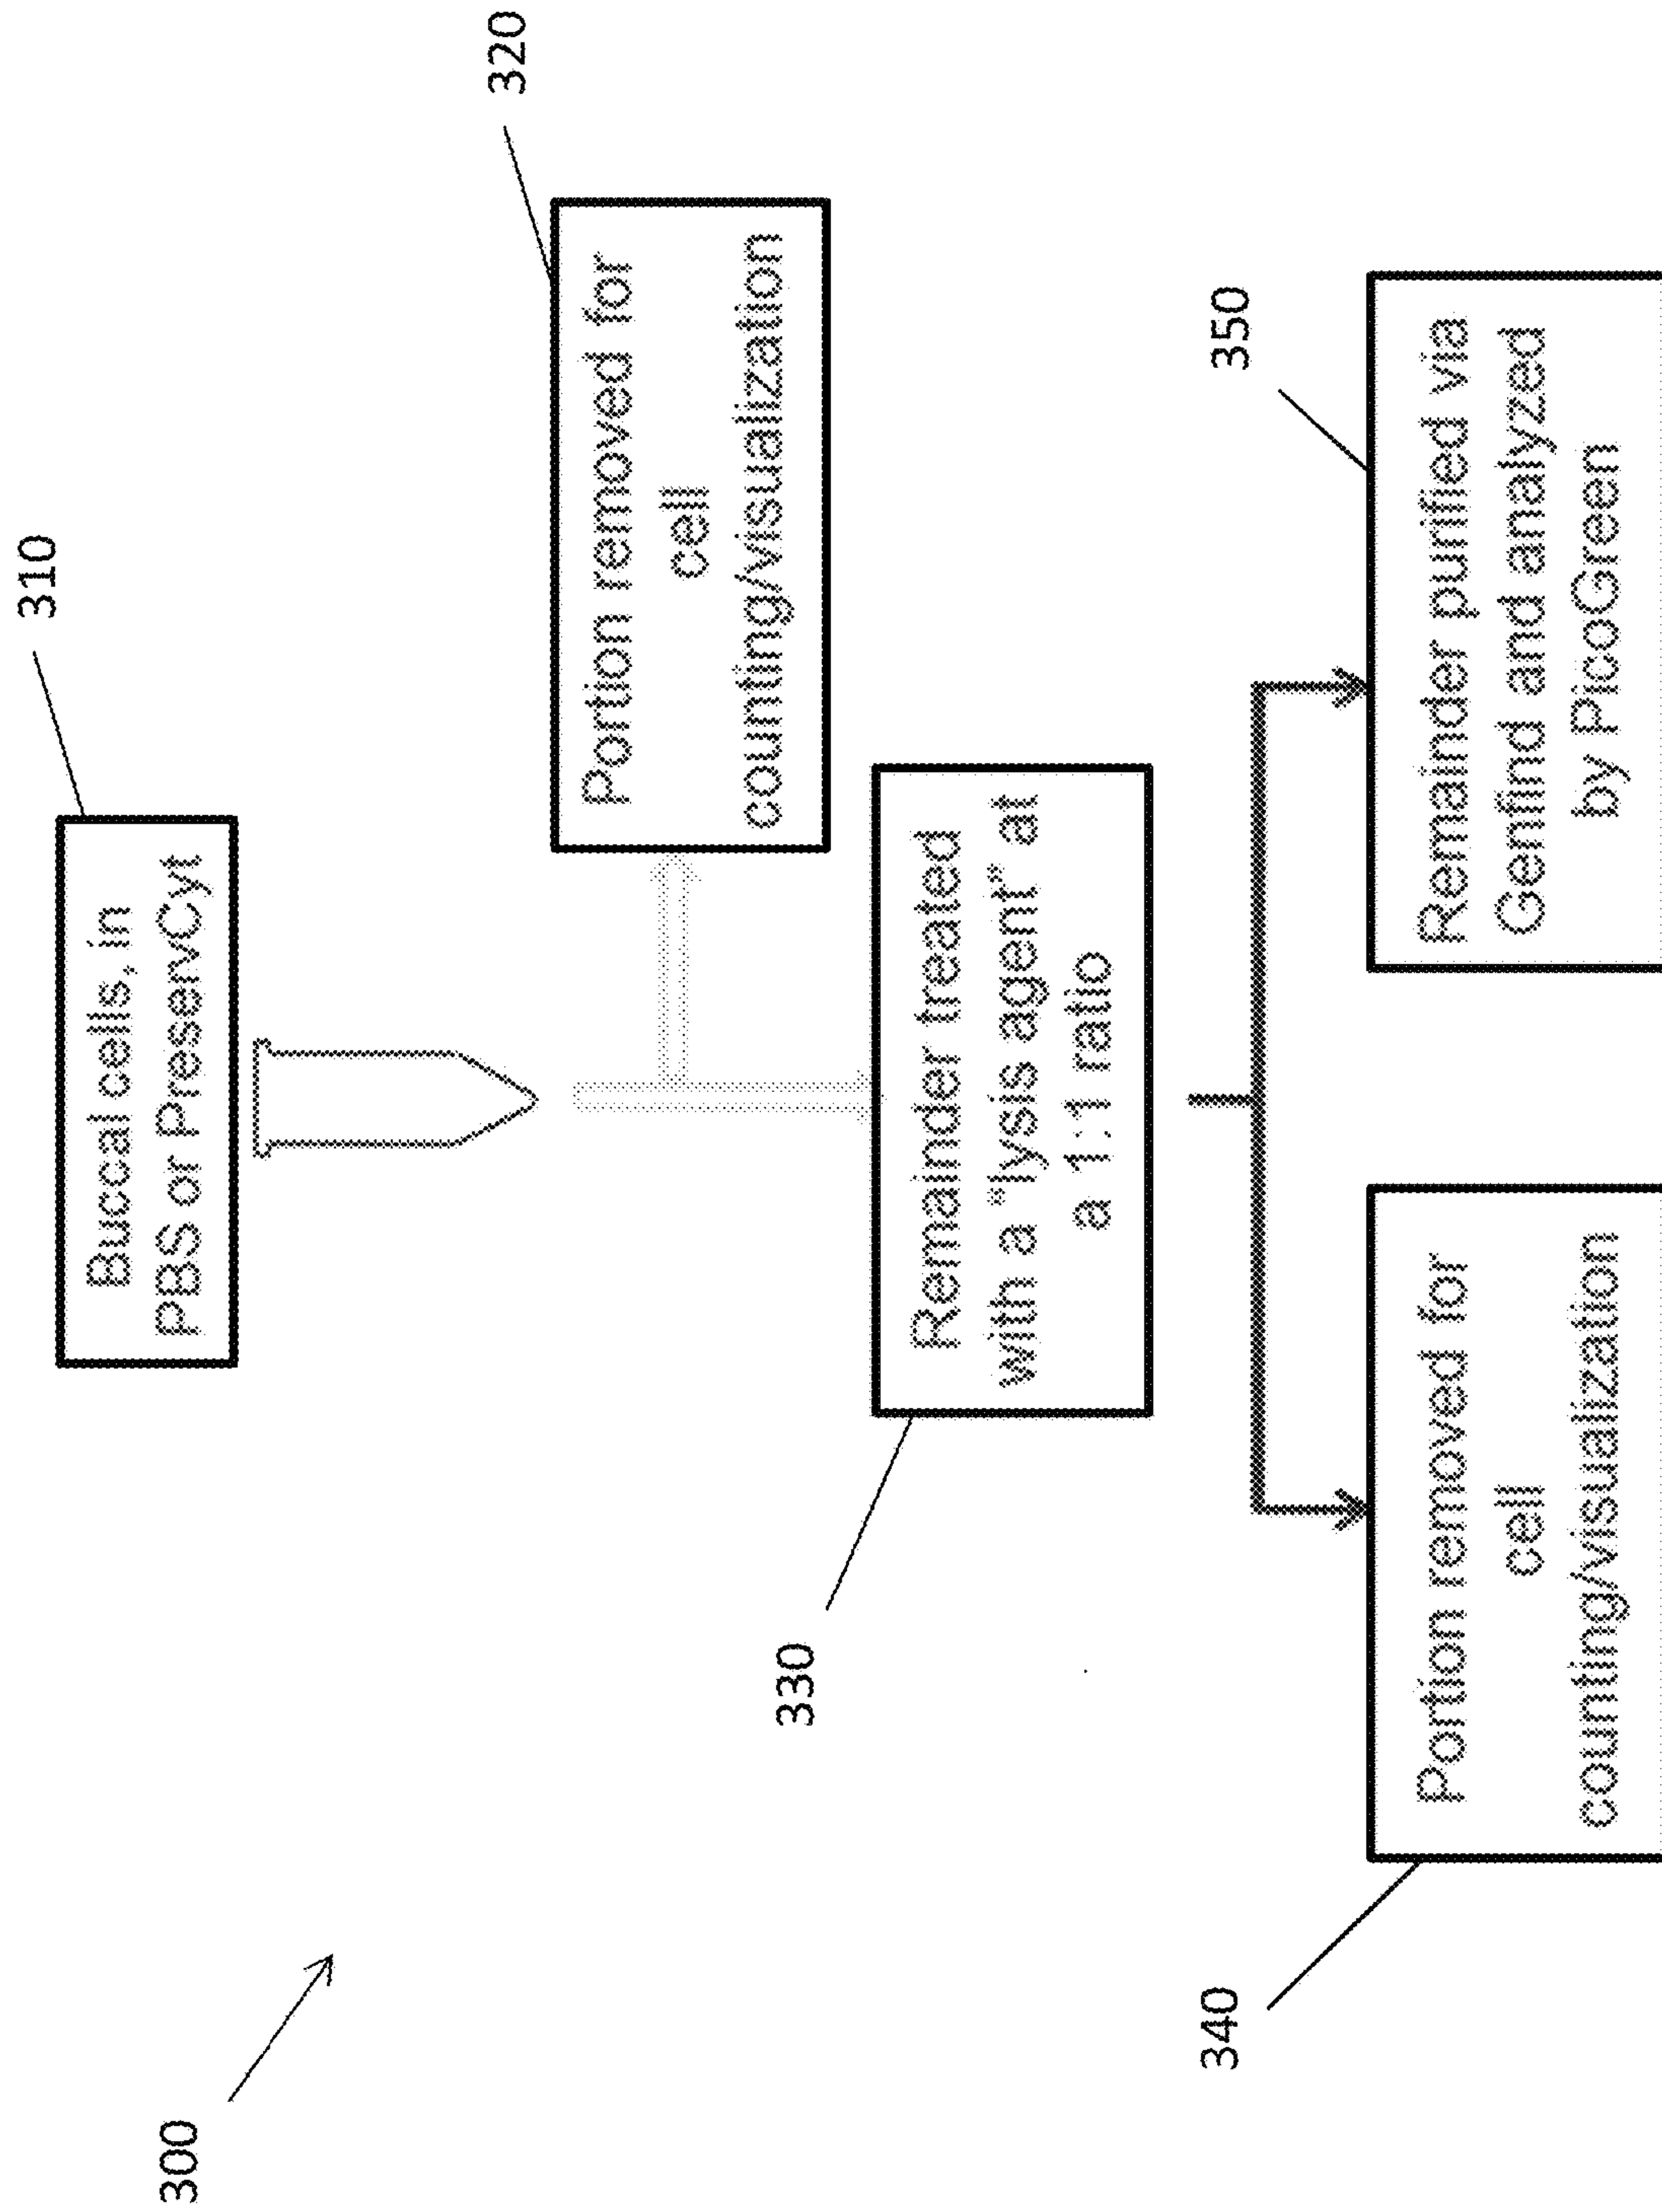 300
310
Buccal cells, in
PBS or PreservCyt
320
Portion removed for
cell
counting/visualization
330
Remainder treated
with a “lysis agent” at
a 1:1 ratio
340
Portion removed for
cell
counting/visualization
350
Remainder purified via
Genfind and analyzed
by PicoGreen